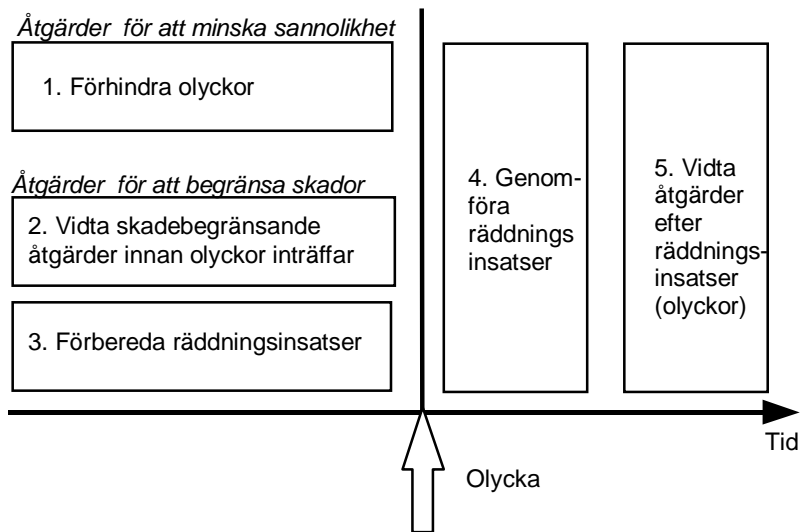 Åtgärder för att minska sannolikhet
1. Förhindra olyckor
Åtgärder för att begränsa skador
2. Vidta skadebegränsande
åtgärder innan olyckor inträffar
3. Förbereda räddningsinsatser
4. Genom-
föra
räddnings
insatser
5. Vidta
åtgärder
efter
räddnings-
insatser
(olyckor)
Tid
Olycka